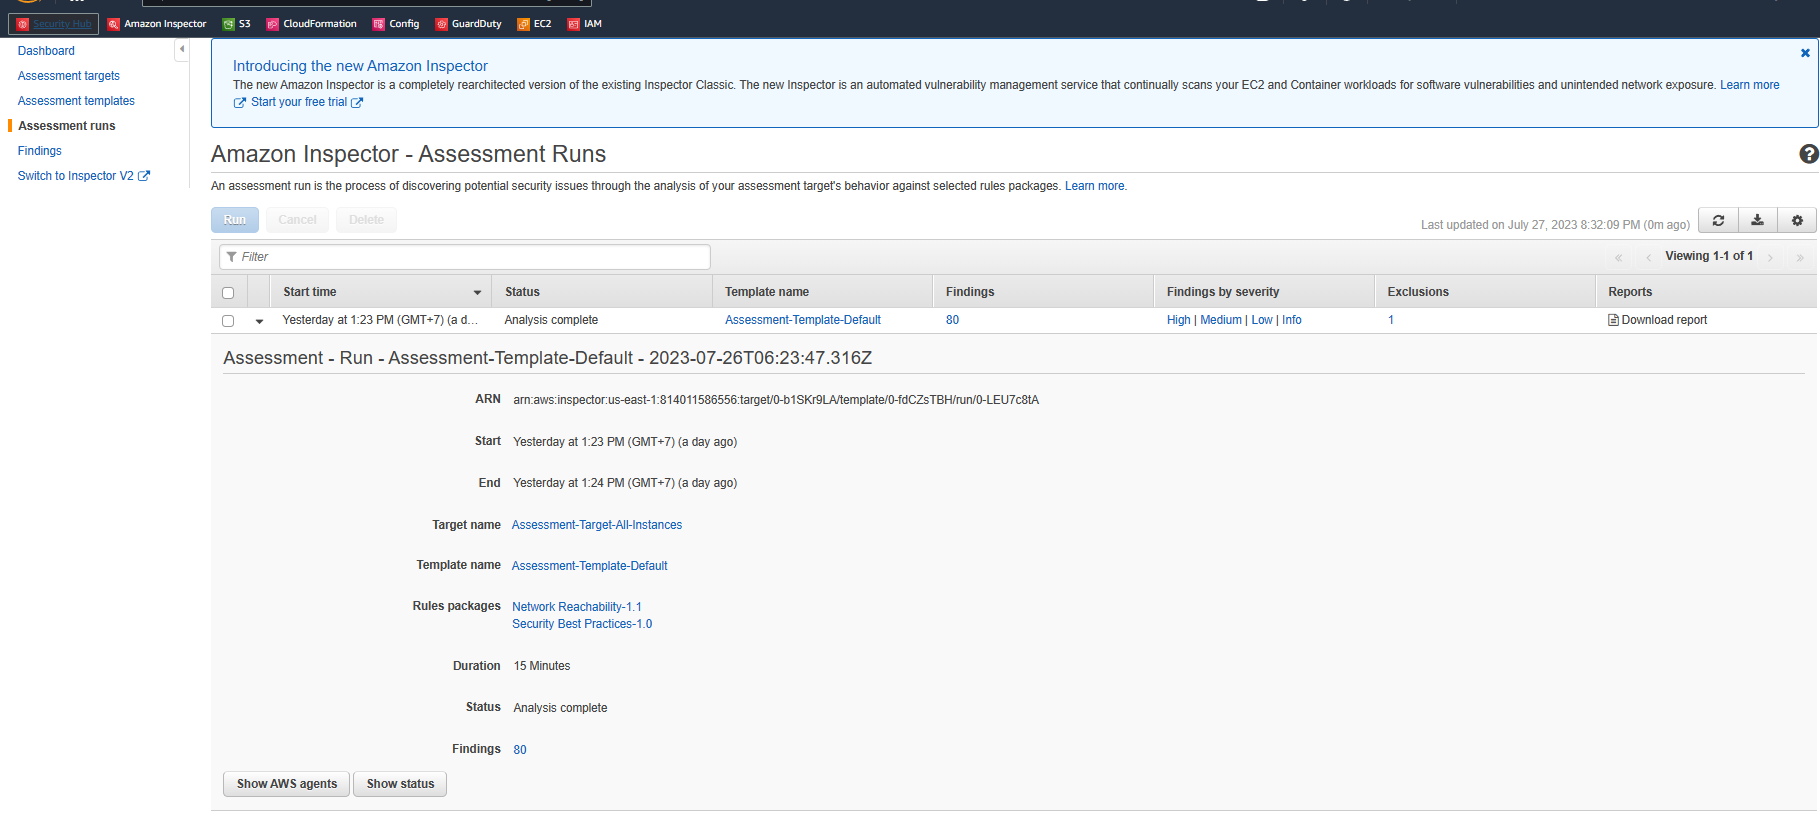 Security Hub Amazon Inspector S3 CloudFormation Config GuardDuty EC2 IAM
Dashboard
Assessment targets
Assessment templates
Assessment runs
Findings
Switch to Inspector V2
Introducing the new Amazon Inspector
The new Amazon Inspector is a completely rearchitected version of the existing Inspector Classic. The new Inspector is an automated vulnerability management service that continually scans your EC2 and Container workloads for software vulnerabilities and unintended network exposure. Learn more
Start your free trial
Amazon Inspector - Assessment Runs
An assessment run is the process of discovering potential security issues through the analysis of your assessment target's behavior against selected rules packages. Learn more.
Run Cancel Delete
Last updated on July 27, 2023 8:32:09 PM (0m ago)
Filter
« ‹ Viewing 1-1 of 1 › »
Start time Status Template name Findings Findings by severity Exclusions Reports
Yesterday at 1:23 PM (GMT+7) (a d... Analysis complete Assessment-Template-Default 80 High | Medium | Low | Info 1 Download report
Assessment - Run - Assessment-Template-Default - 2023-07-26T06:23:47.316Z
ARN arn:aws:inspector:us-east-1:814011586556:target/0-b1SKr9LA/template/0-fdCZsTBH/run/0-LEU7c8tA
Start Yesterday at 1:23 PM (GMT+7) (a day ago)
End Yesterday at 1:24 PM (GMT+7) (a day ago)
Target name Assessment-Target-All-Instances
Template name Assessment-Template-Default
Rules packages Network Reachability-1.1
Security Best Practices-1.0
Duration 15 Minutes
Status Analysis complete
Findings 80
Show AWS agents Show status